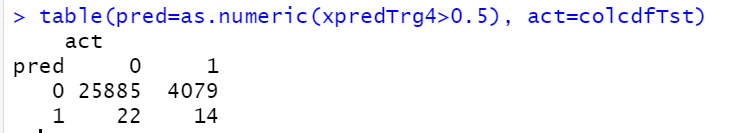 > table(pred=as.numeric(xpredTrg4>0.5), act=colcdfTst)
act
pred 0 1
0 25885 4079
1 22 14